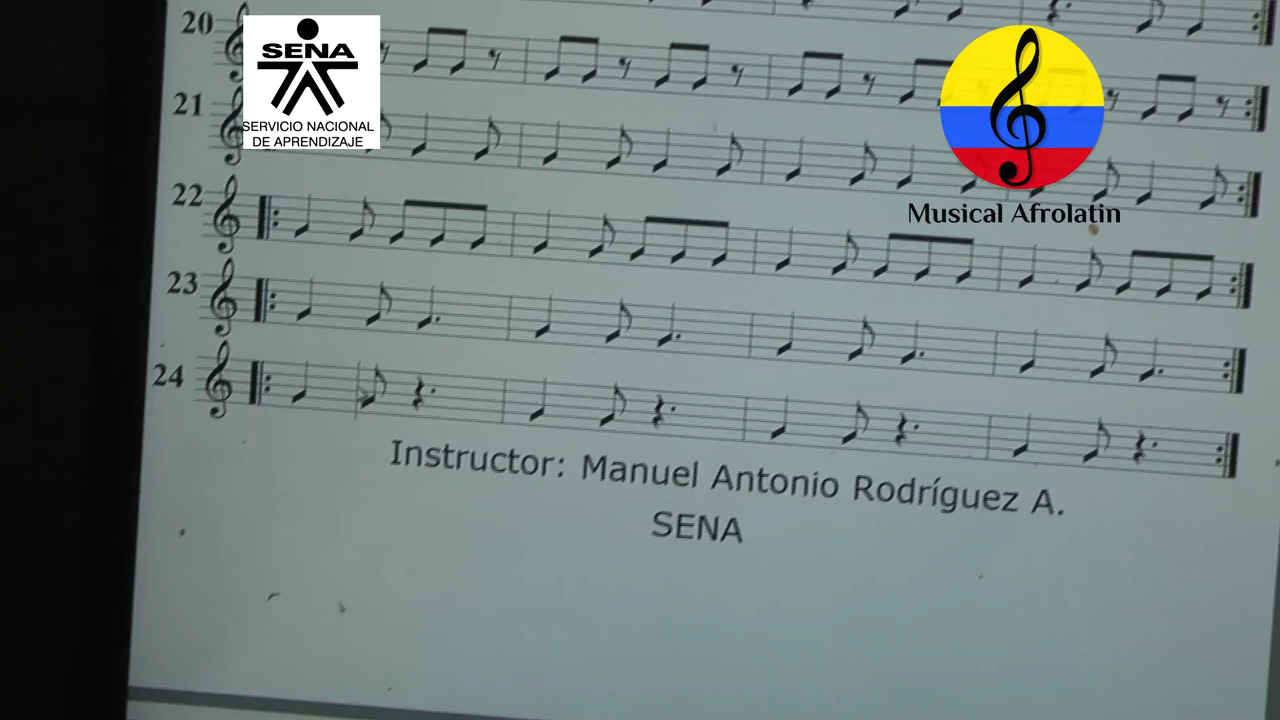 20
SENA
SERVICIO NACIONAL
DE APRENDIZAJE
Musical Afrolatin
21
22
23
24
Instructor: Manuel Antonio Rodríguez A.
SENA